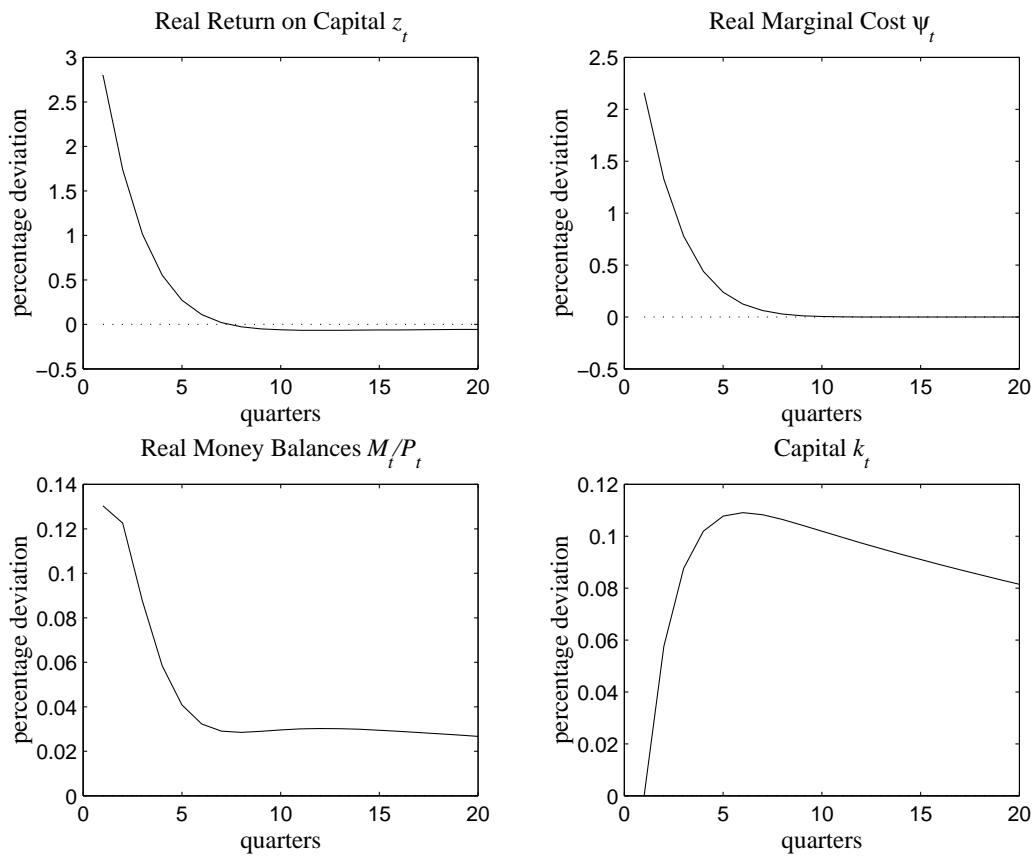 Real Return on Capital z_t
3
2.5
2
1.5
1
0.5
0
−0.5
percentage deviation
0 5 10 15 20
quarters
Real Marginal Cost ψ_t
2.5
2
1.5
1
0.5
0
−0.5
percentage deviation
0 5 10 15 20
quarters
Real Money Balances M_t/P_t
0.14
0.12
0.1
0.08
0.06
0.04
0.02
0
percentage deviation
0 5 10 15 20
quarters
Capital k_t
0.12
0.1
0.08
0.06
0.04
0.02
0
percentage deviation
0 5 10 15 20
quarters